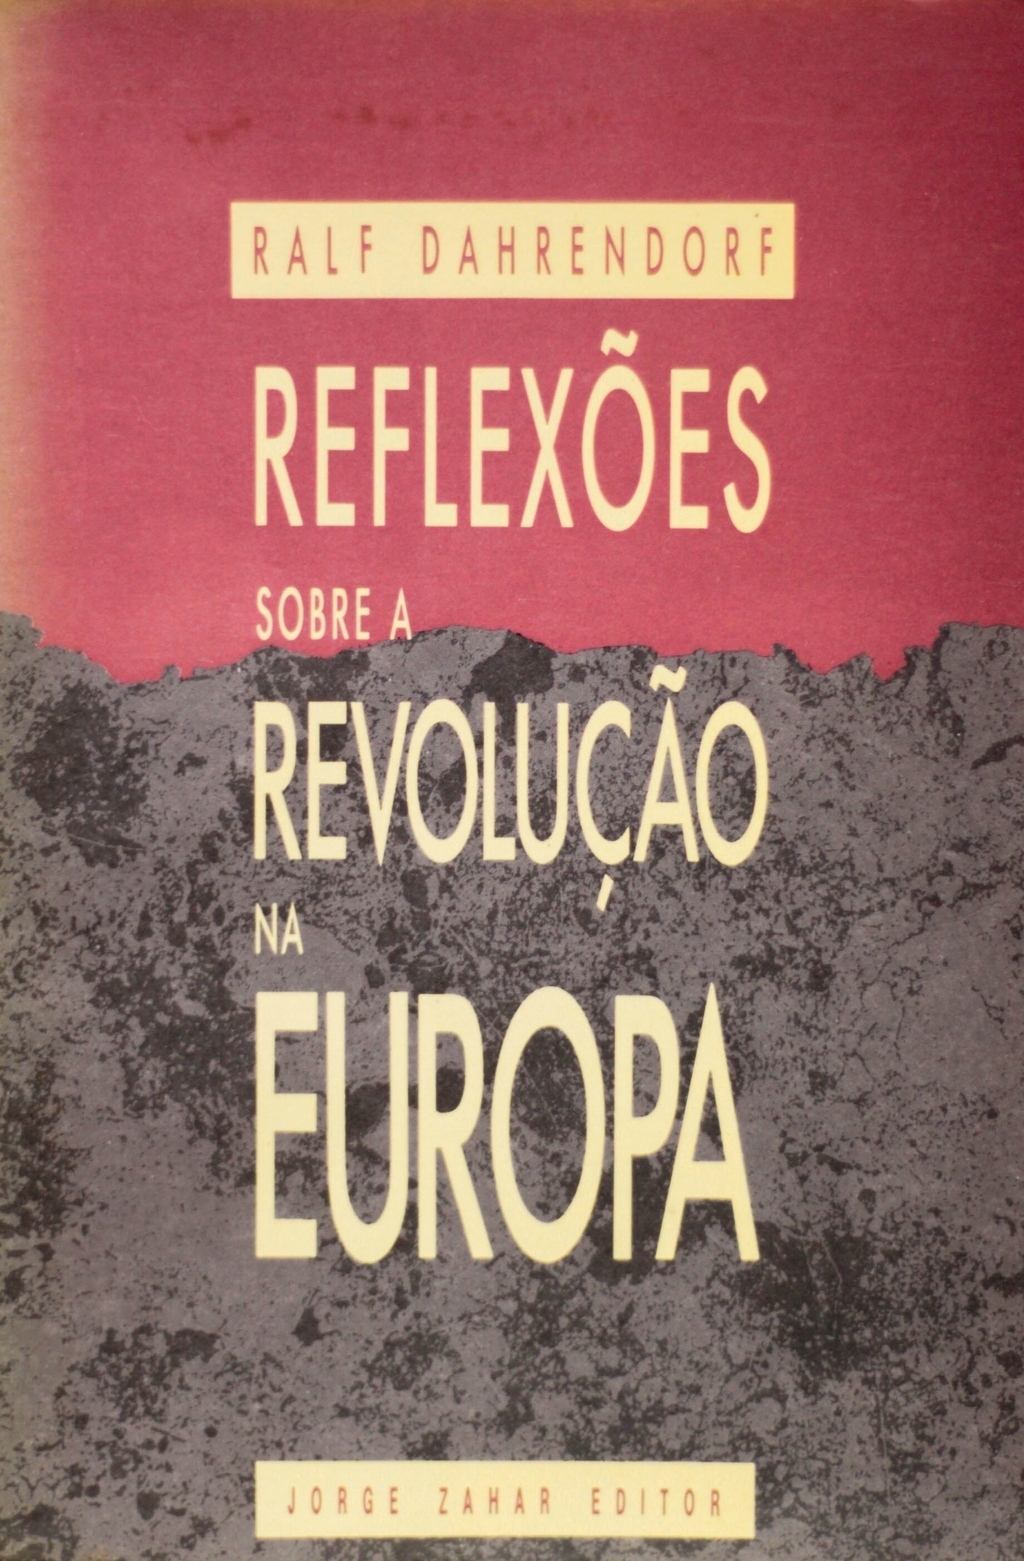 RALF DAHRENDORF
REFLEXÕES
SOBRE A
REVOLUÇÃO
NA
EUROPA
JORGE ZAHAR EDITOR